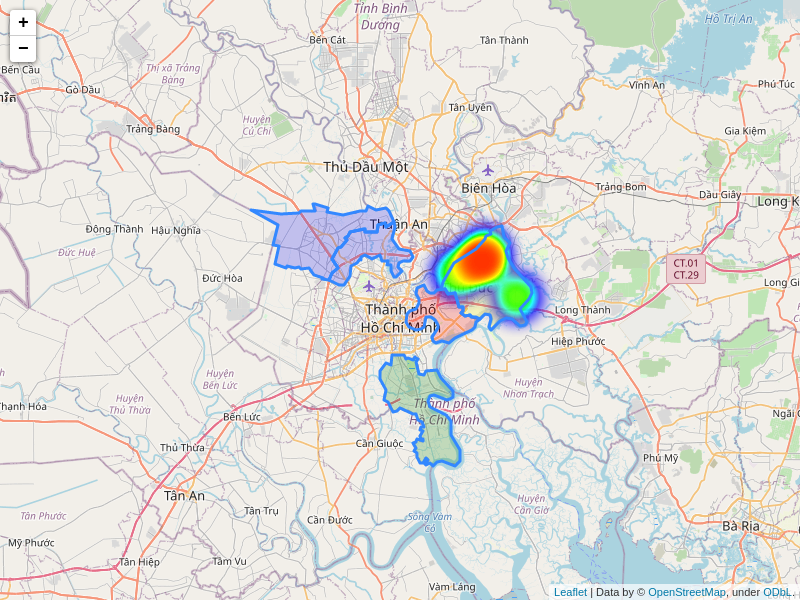 +
−
Tỉnh Bình
Dương
Hồ Trị An
Bến Cát
Tân Thành
Bến Cầu
Thị xã Trảng
Bàng
Gò Dầu
Vĩnh An
Phú Túc
Tân Uyên
Huyện
Củ Chi
Trảng Bàng
Gia Kiệm
Thủ Dầu Một
Biên Hòa
Trảng Bom
Dầu Giây
Long K
Đông Thành
Hậu Nghĩa
Thuận An
Đức Huệ
CT.01
CT.29
Đức Hòa
Long Gi
Thành phố
Hồ Chí Minh
Long Thành
Hiệp Phước
Huyện
Bến Lức
Huyện
Nhơn Trạch
Huyện
Thủ Thừa
Thạnh Hóa
Bến Lức
Thành phố
Hồ Chí Minh
Ngãi G
Cần Giuộc
Thủ Thừa
Phú Mỹ
Tân An
Huyện
Cần Giờ
Tân Trụ
Tân Phước
Cần Đước
Sông Vàm
Cỏ
Bà Rịa
Mỹ Phước
Tân Hiệp
Tầm Vu
Vàm Láng
Leaflet | Data by © OpenStreetMap, under ODbL.